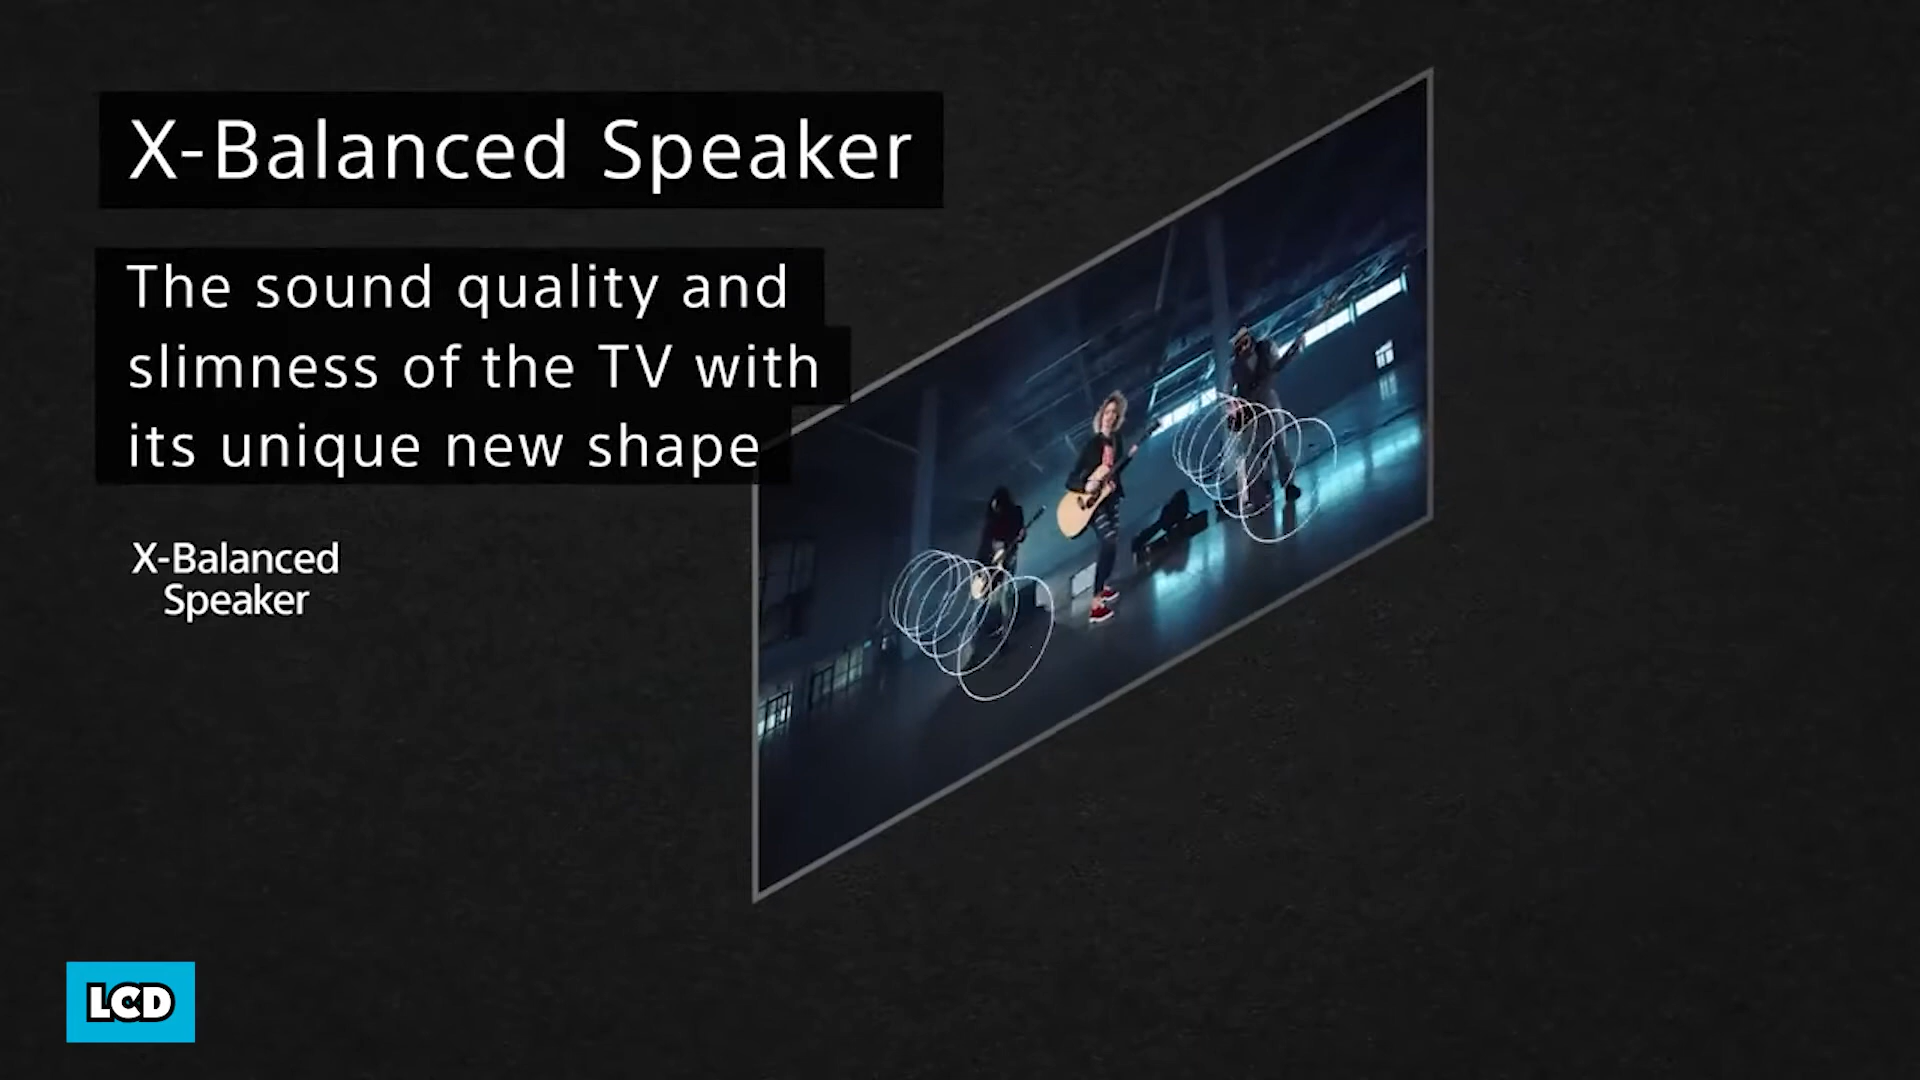 X-Balanced Speaker
The sound quality and
slimness of the TV with
its unique new shape
X-Balanced
Speaker
LCD